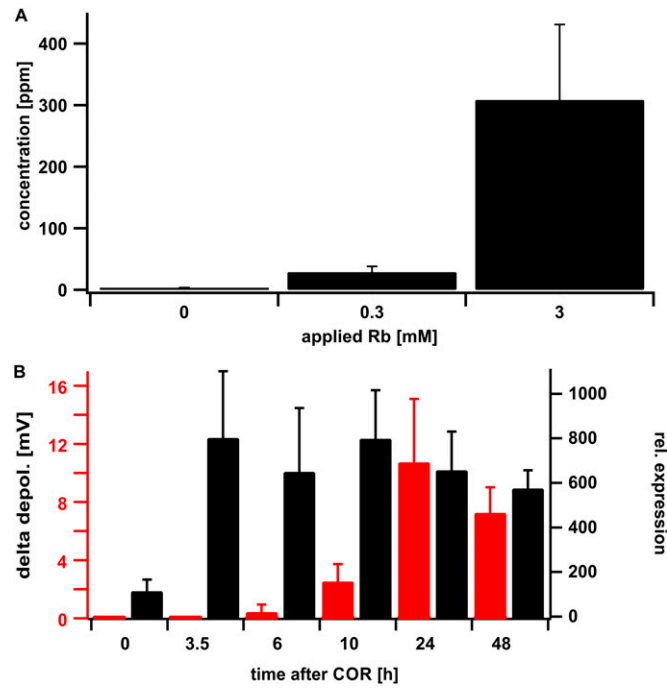 A
400
300
200
100
0
concentration [ppm]
0 0.3 3
applied Rb [mM]
B
16
12
8
4
0
delta depol. [mV]
1000
800
600
400
200
0
rel. expression
0 3.5 6 10 24 48
time after COR [h]